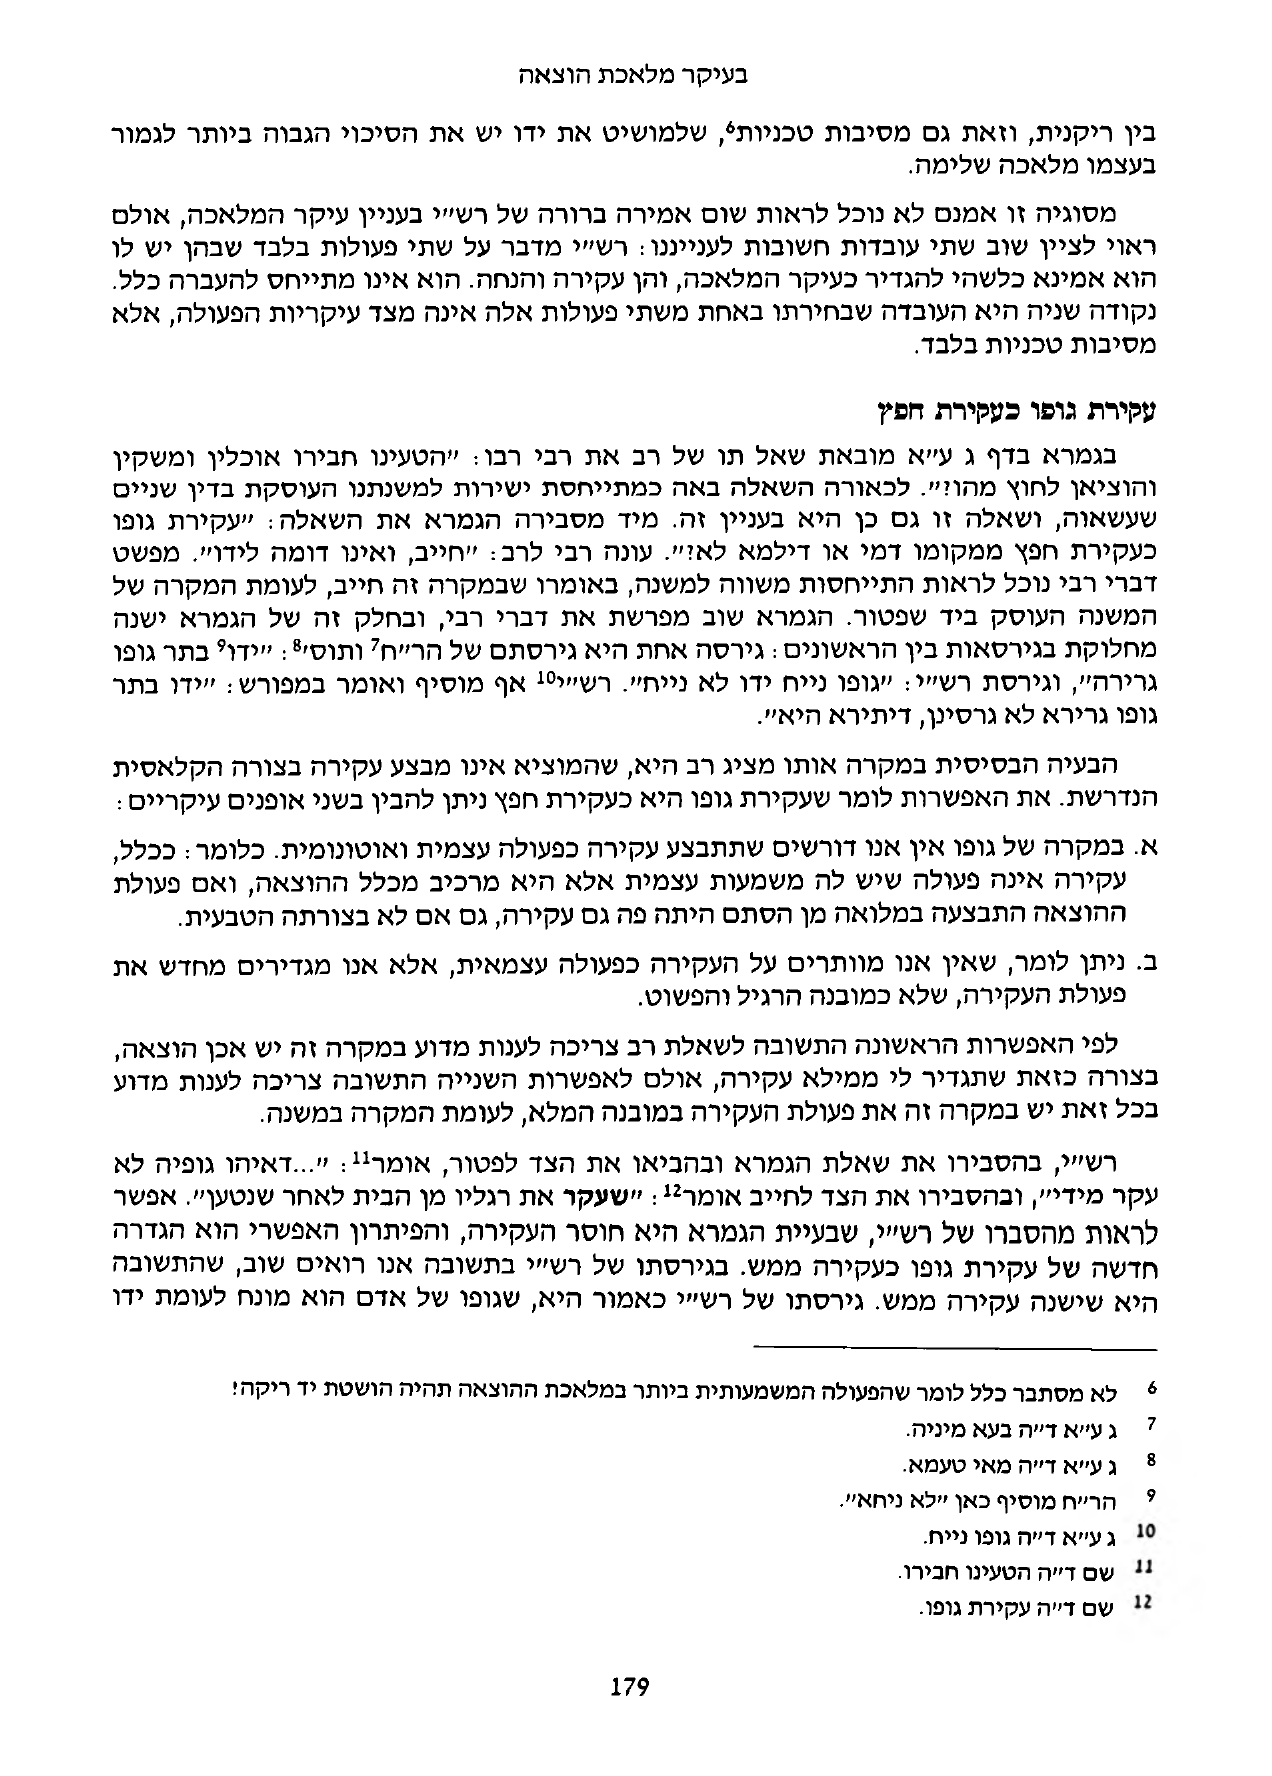 בעיקר מלאכת הוצאה
בין ריקנית, וזאת גם מסיבות טכניות6, שלמושיט את ידו יש את הסיכוי הגבוה ביותר לגמור
בעצמו מלאכה שלימה.
מסוגיה זו אמנם לא נוכל לראות שום אמירה ברורה של רש״י בעניין עיקר המלאכה, אולם
ראוי לציין שוב שתי עובדות חשובות לענייננו: רש״י מדבר על שתי פעולות בלבד שבהן יש לו
הוא אמינא כלשהי להגדיר כעיקר המלאכה, והן עקירה והנחה. הוא אינו מתייחס להעברה כלל.
נקודה שניה היא העובדה שבחירתו באחת משתי פעולות אלה אינה מצד עיקריות הפעולה, אלא
מסיבות טכניות בלבד.
עקירת גופו כעקירת חפץ
בגמרא בדף ג ע״א מובאת שאל תו של רב את רבי רבו: ״הטעינו חבירו אוכלין ומשקין
והוציאן לחוץ מהו?״. לכאורה השאלה באה כמתייחסת ישירות למשנתנו העוסקת בדין שניים
שעשאוה, ושאלה זו גם כן היא בעניין זה. מיד מסבירה הגמרא את השאלה: ״עקירת גופו
כעקירת חפץ ממקומו דמי או דילמא לא?״. עונה רבי לרב: ״חייב, ואינו דומה לידו״. מפשט
דברי רבי נוכל לראות התייחסות משווה למשנה, באומרו שבמקרה זה חייב, לעומת המקרה של
המשנה העוסק ביד שפטור. הגמרא שוב מפרשת את דברי רבי, ובחלק זה של הגמרא ישנה
מחלוקת בגירסאות בין הראשונים: גירסה אחת היא גירסתם של הר״ח7 ותוס׳8: ״ידו9 בתר גופו
גרירה״, וגירסת רש״י: ״גופו נייח ידו לא נייח״. רש״י10 אף מוסיף ואומר במפורש: ״ידו בתר
גופו גרירא לא גרסינן, דיתירא היא״.
הבעיה הבסיסית במקרה אותו מציג רב היא, שהמוציא אינו מבצע עקירה בצורה הקלאסית
הנדרשת. את האפשרות לומר שעקירת גופו היא כעקירת חפץ ניתן להבין בשני אופנים עיקריים:
א. במקרה של גופו אין אנו דורשים שתתבצע עקירה כפעולה עצמית ואוטונומית. כלומר: ככלל,
עקירה אינה פעולה שיש לה משמעות עצמית אלא היא מרכיב מכלל ההוצאה, ואם פעולת
ההוצאה התבצעה במלואה מן הסתם היתה פה גם עקירה, גם אם לא בצורתה הטבעית.
ב. ניתן לומר, שאין אנו מוותרים על העקירה כפעולה עצמאית, אלא אנו מגדירים מחדש את
פעולת העקירה, שלא כמובנה הרגיל והפשוט.
לפי האפשרות הראשונה התשובה לשאלת רב צריכה לענות מדוע במקרה זה יש אכן הוצאה,
בצורה כזאת שתגדיר לי ממילא עקירה, אולם לאפשרות השנייה התשובה צריכה לענות מדוע
בכל זאת יש במקרה זה את פעולת העקירה במובנה המלא, לעומת המקרה במשנה.
רש״י, בהסבירו את שאלת הגמרא ובהביאו את הצד לפטור, אומר11: ״...דאיהו גופיה לא
עקר מידי״, ובהסבירו את הצד לחייב אומר12: ״שעקר את רגליו מן הבית לאחר שנטען״. אפשר
לראות מהסברו של רש״י, שבעיית הגמרא היא חוסר העקירה, והפיתרון האפשרי הוא הגדרה
חדשה של עקירת גופו כעקירה ממש. בגירסתו של רש״י בתשובה אנו רואים שוב, שהתשובה
היא שישנה עקירה ממש. גירסתו של רש״י כאמור היא, שגופו של אדם הוא מונח לעומת ידו
6 לא מסתבר כלל לומר שהפעולה המשמעותית ביותר במלאכת ההוצאה תהיה הושטת יד ריקה!
7 ג ע״א ד״ה בעא מיניה.
8 ג ע״א ד״ה מאי טעמא.
9 הר״ח מוסיף כאן ״לא ניחא״.
10 ג ע״א ד״ה גופו נייח.
11 שם ד״ה הטעינו חבירו.
12 שם ד״ה עקירת גופו.
179